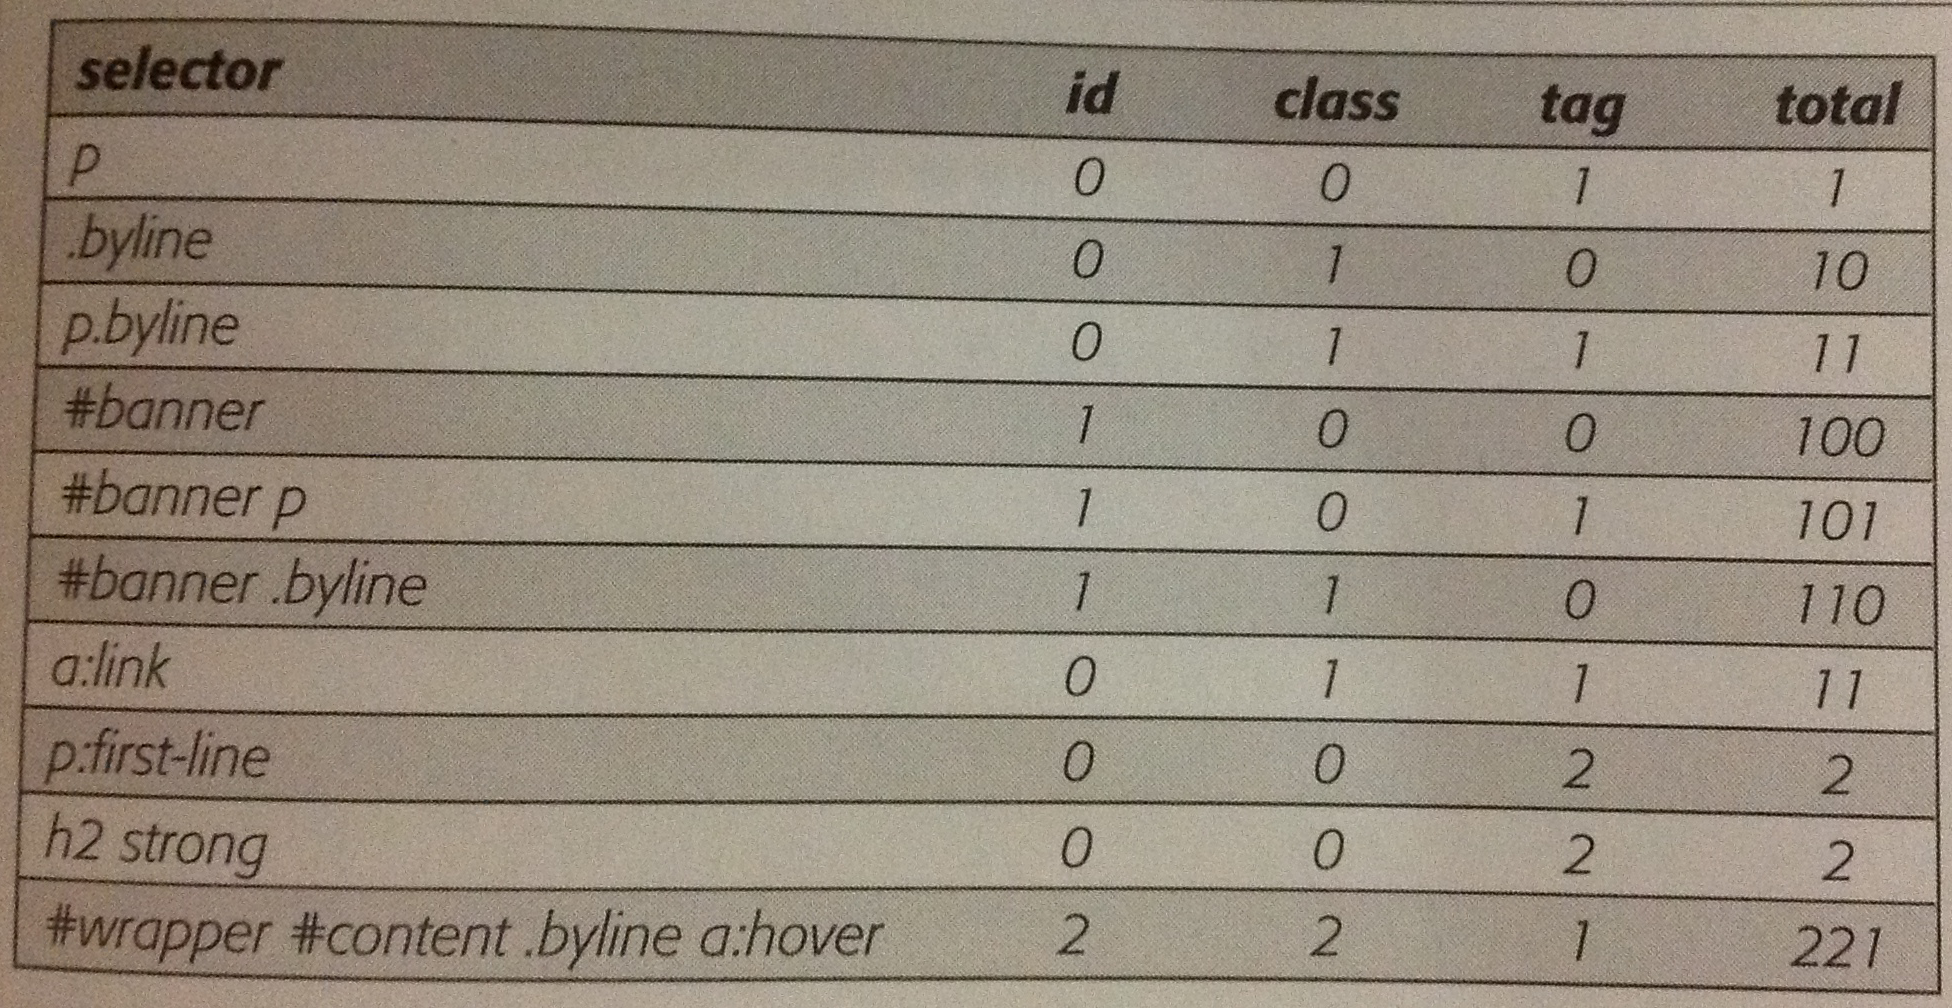 selector id class tag total
p 0 0 1 1
.byline 0 1 0 10
p.byline 0 1 1 11
#banner 1 0 0 100
#banner p 1 0 1 101
#banner .byline 1 1 0 110
a:link 0 1 1 11
p:first-line 0 0 2 2
h2 strong 0 0 2 2
#wrapper #content .byline a:hover 2 2 1 221